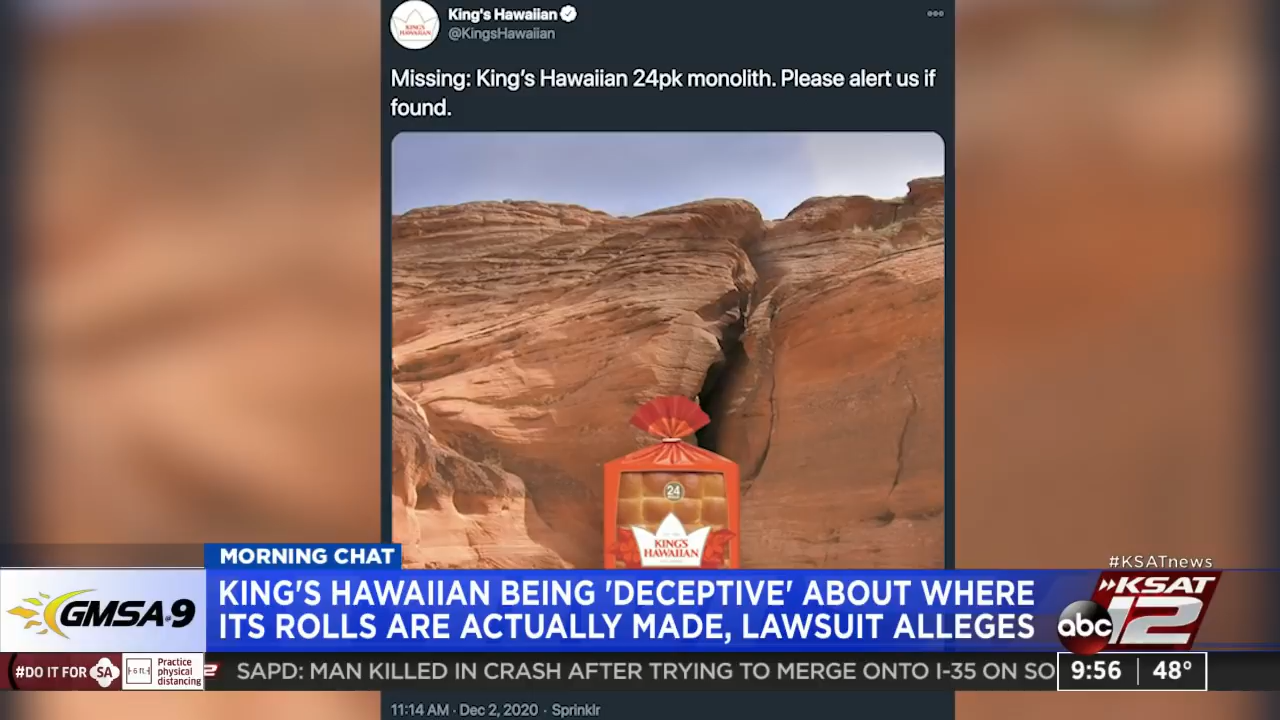 King's Hawaiian
@KingsHawaiian
Missing: King's Hawaiian 24pk monolith. Please alert us if
found.
24
KING'S
HAWAIIAN
MORNING CHAT
KING'S HAWAIIAN BEING 'DECEPTIVE' ABOUT WHERE
ITS ROLLS ARE ACTUALLY MADE, LAWSUIT ALLEGES
GMSA@9
#KSATnews
KSAT
abc 12
#DO IT FOR SA
6 ft.
Practice
physical
distancing
SAPD: MAN KILLED IN CRASH AFTER TRYING TO MERGE ONTO I-35 ON SO
9:56
48°
11:14 AM · Dec 2, 2020 · Sprinklr